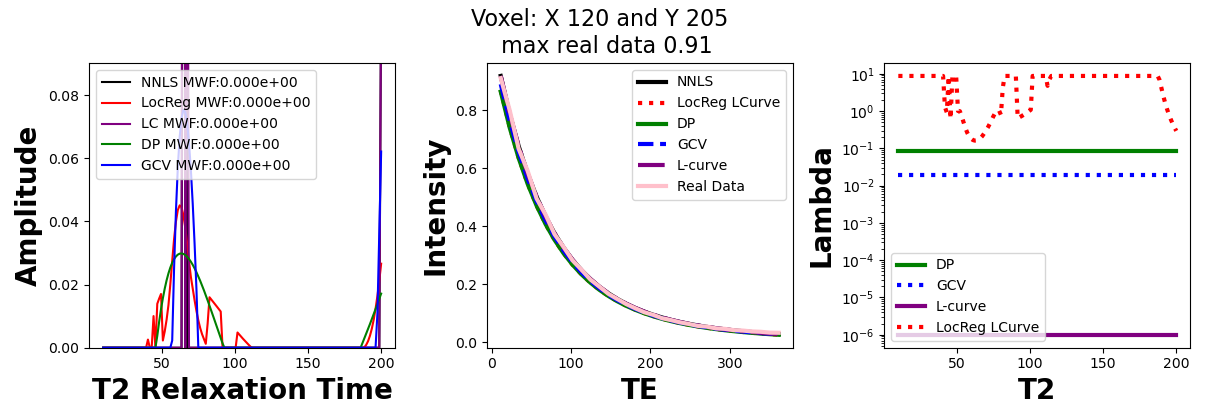 Voxel: X 120 and Y 205
max real data 0.91
Amplitude
0.08
0.06
0.04
0.02
0.00
NNLS MWF:0.000e+00
LocReg MWF:0.000e+00
LC MWF:0.000e+00
DP MWF:0.000e+00
GCV MWF:0.000e+00
50 100 150 200
T2 Relaxation Time
Intensity
0.8
0.6
0.4
0.2
0.0
NNLS
LocReg LCurve
DP
GCV
L-curve
Real Data
0 100 200 300
TE
Lambda
10¹
10⁰
10⁻¹
10⁻²
10⁻³
10⁻⁴
10⁻⁵
10⁻⁶
DP
GCV
L-curve
LocReg LCurve
50 100 150 200
T2